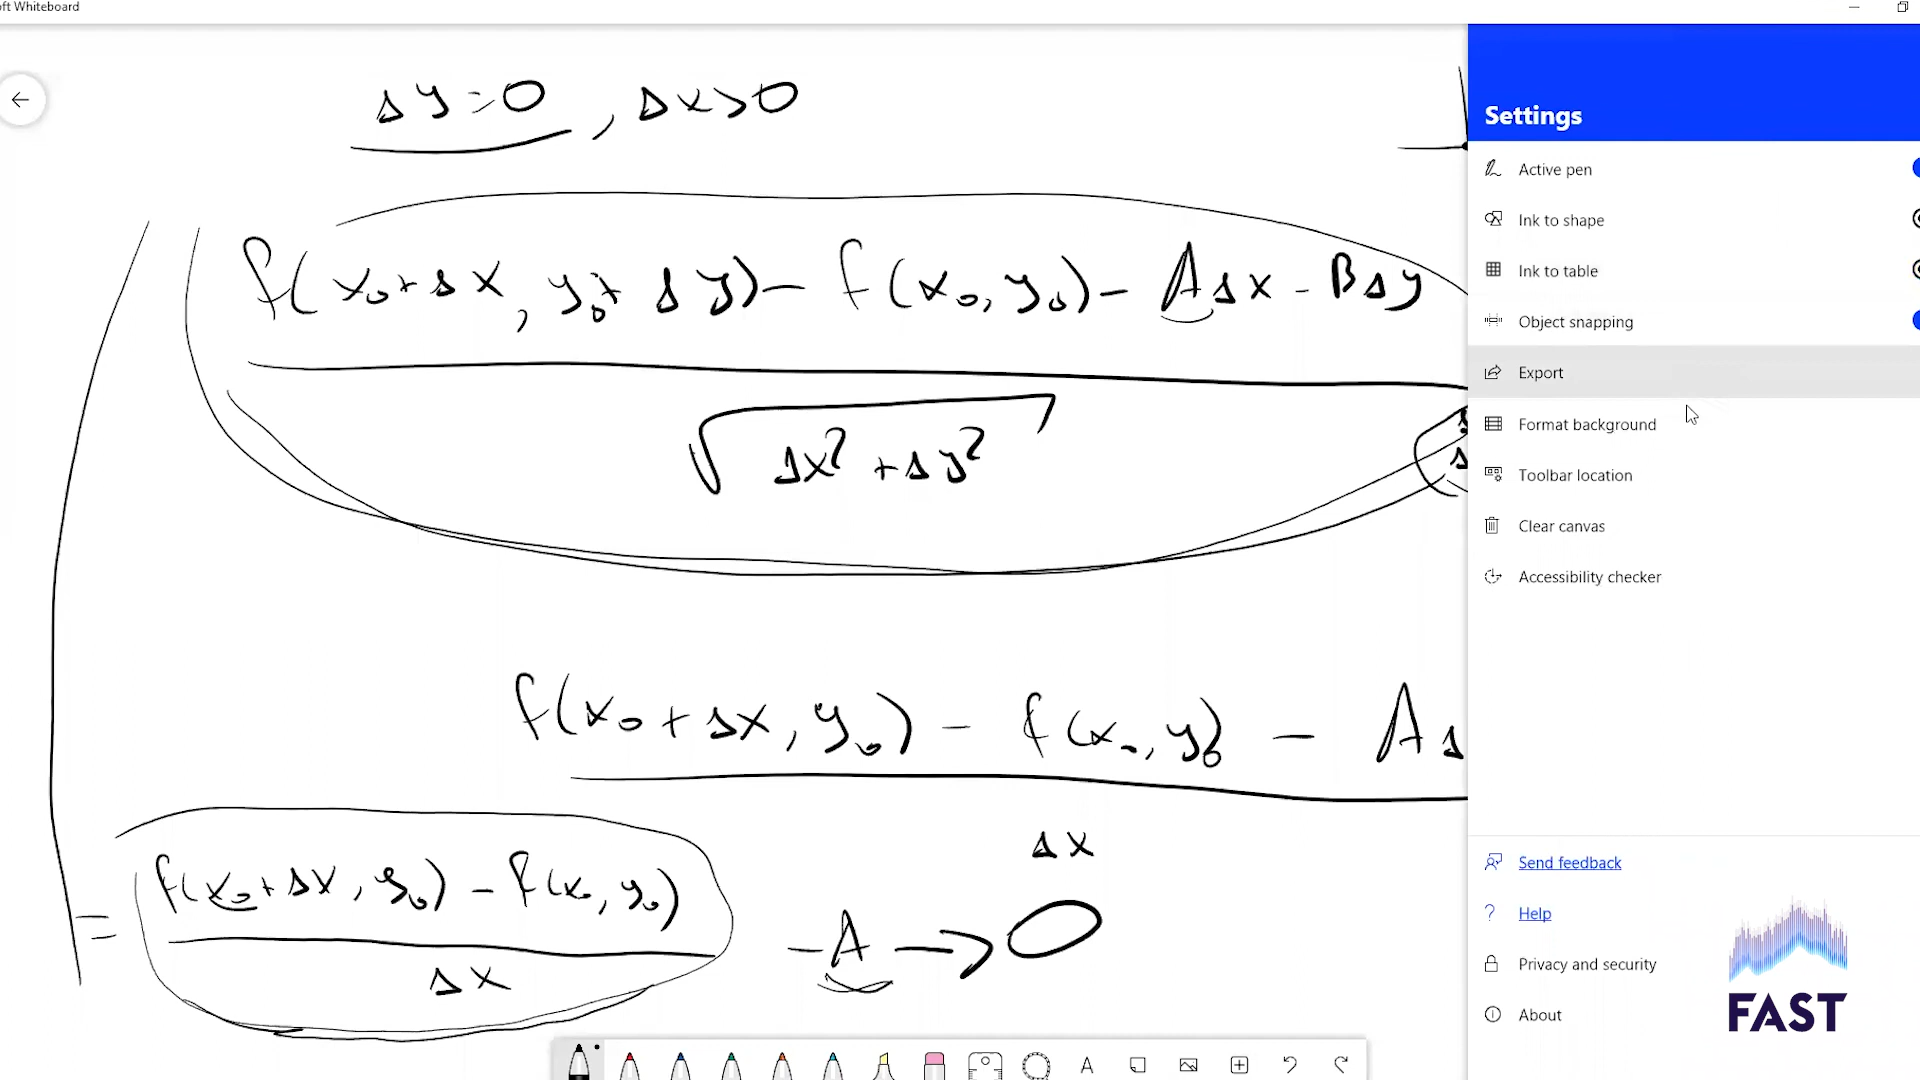 ft Whiteboard
Δy = 0, Δx > 0
f(x₀ + Δx, y₀ + Δy) - f(x₀, y₀) - AΔx - BΔy
√Δx² + Δy²
f(x₀ + Δx, y₀) - f(x₀, y₀) - AΔ
Δx
= f(x₀ + Δx, y₀) - f(x₀, y₀)
Δx
- A → 0
Settings
Active pen
Ink to shape
Ink to table
Object snapping
Export
Format background
Toolbar location
Clear canvas
Accessibility checker
Send feedback
Help
Privacy and security
About
FAST